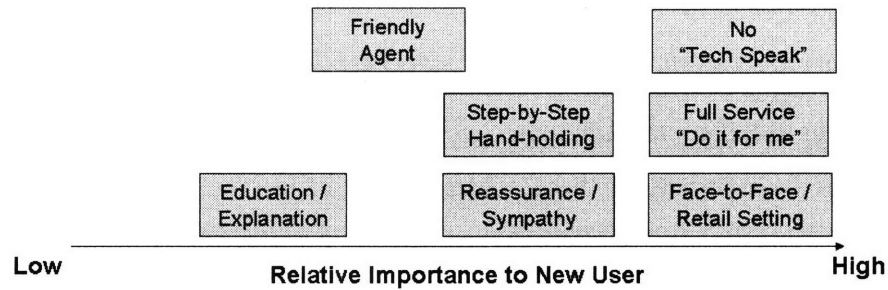 Friendly
Agent
No
"Tech Speak"
Step-by-Step
Hand-holding
Full Service
"Do it for me"
Education /
Explanation
Reassurance /
Sympathy
Face-to-Face /
Retail Setting
Low
Relative Importance to New User
High